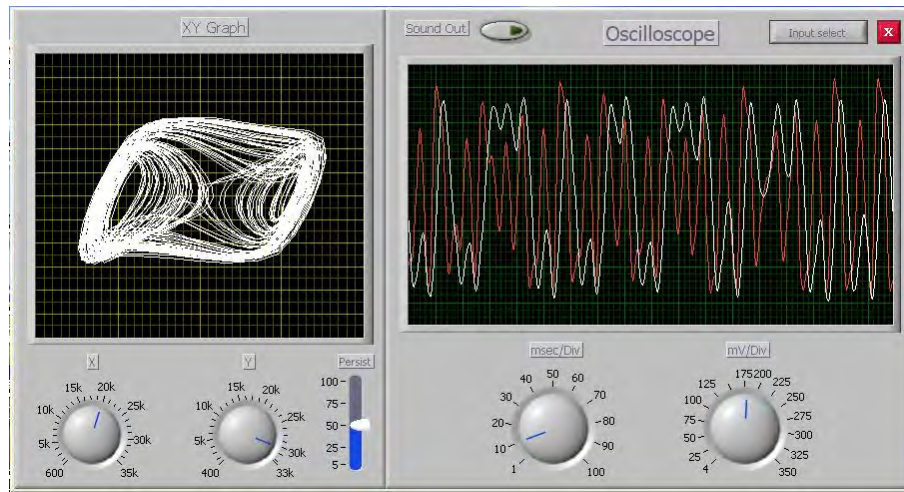 XY Graph
X
600
5k
10k
15k
20k
25k
30k
35k
Y
400
5k
10k
15k
20k
25k
30k
33k
Persist
100
75
50
25
5
Sound Out
Oscilloscope
Input select
X
msec/Div
1
10
20
30
40
50
60
70
80
90
100
mV/Div
4
25
50
75
100
125
175
200
225
250
275
300
325
350